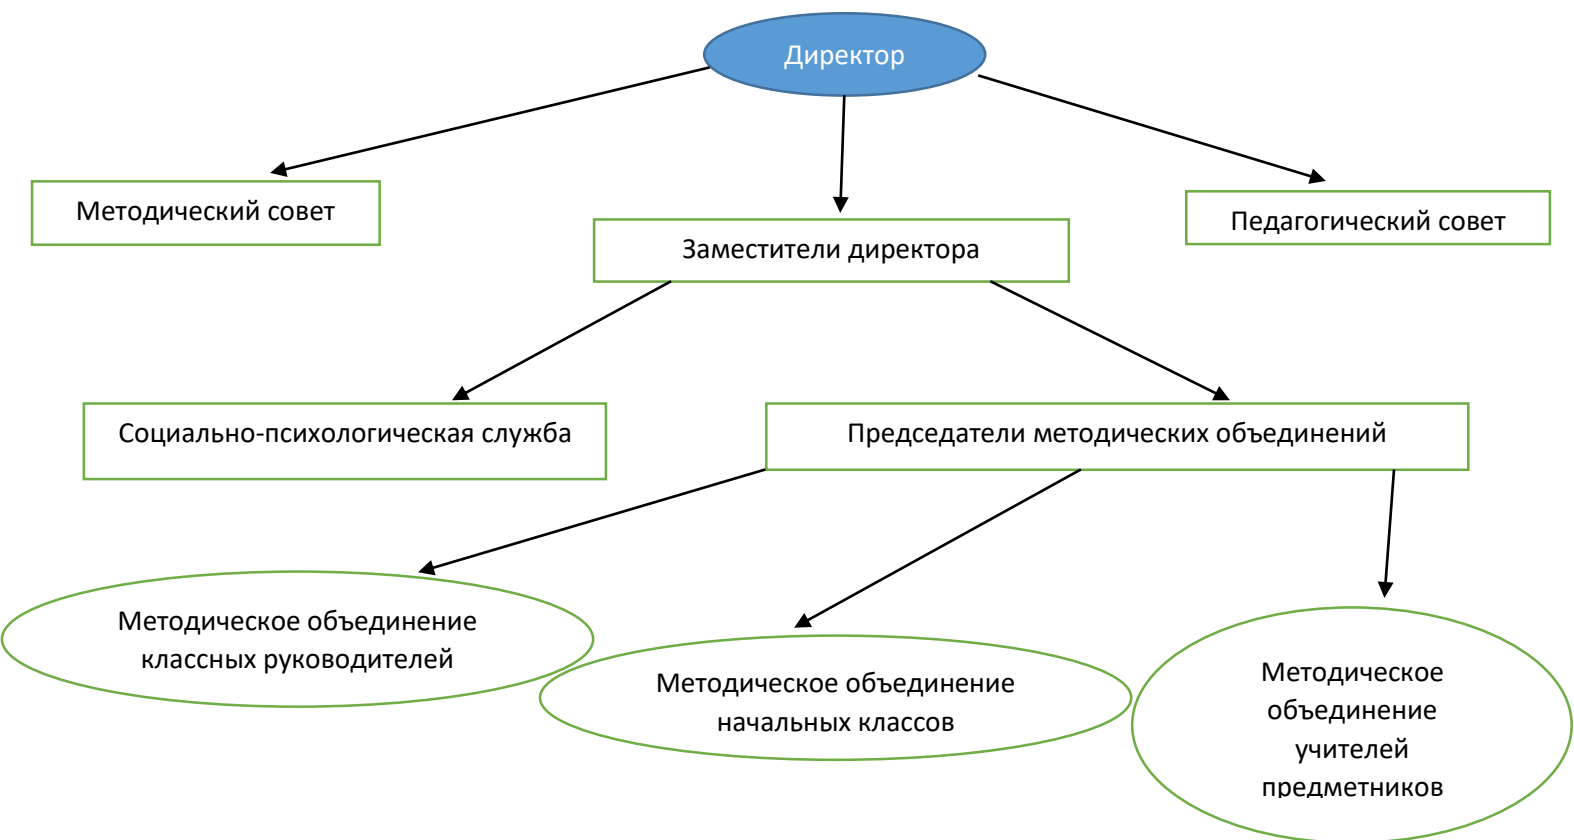 Директор
Методический совет
Заместители директора
Педагогический совет
Социально-психологическая служба
Председатели методических объединений
Методическое объединение
классных руководителей
Методическое объединение
начальных классов
Методическое
объединение
учителей
предметников